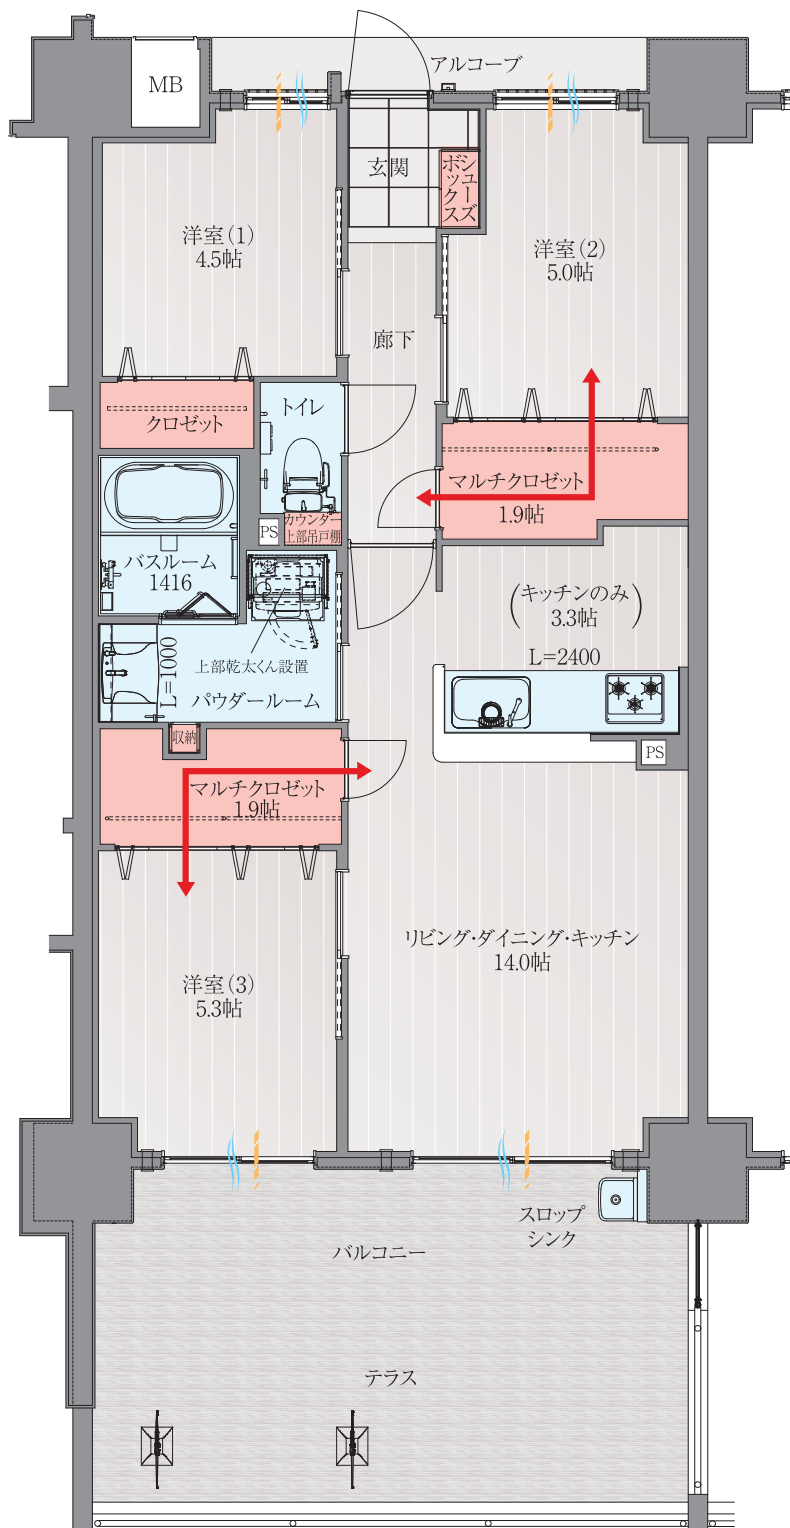 アルコーブ
MB
玄関
シューズ
ボックス
洋室(1)
4.5帖
洋室(2)
5.0帖
廊下
トイレ
クロゼット
マルチクロゼット
1.9帖
カウンター
上部吊戸棚
PS
バスルーム
1416
(キッチンのみ)
3.3帖
L=2400
L=1000
上部乾太くん設置
パウダールーム
収納
PS
マルチクロゼット
1.9帖
リビング・ダイニング・キッチン
14.0帖
洋室(3)
5.3帖
スロップ
シンク
バルコニー
テラス